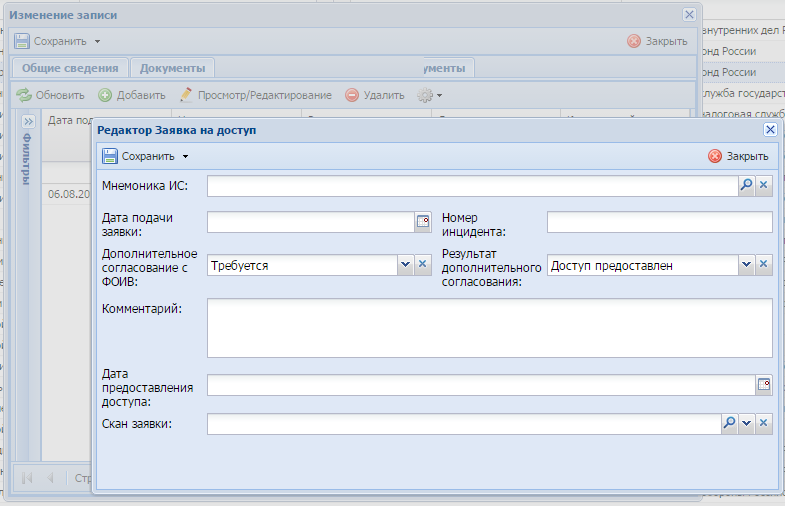 Изменение записи
внутренних дел
Сохранить
Закрыть
онд России
Общие сведения
Документы
ументы
онд России
Обновить
Добавить
Просмотр/Редактирование
Удалить
служба государст
Дата под
налоговая служб
Редактор Заявка на доступ
Фильтры
Сохранить
Закрыть
Мнемоника ИС:
06.08.20
Дата подачи
заявки:
Номер
инцидента:
Дополнительное
согласование с
ФОИВ:
Требуется
Результат
дополнительного
согласования:
Доступ предоставлен
Комментарий:
Дата
предоставления
доступа:
Скан заявки:
Стр